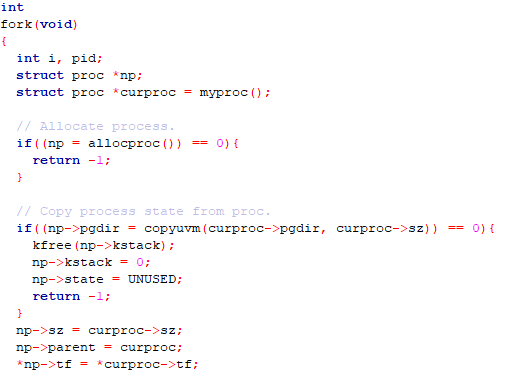 int
fork(void)
{
  int i, pid;
  struct proc *np;
  struct proc *curproc = myproc();

  // Allocate process.
  if((np = allocproc()) == 0){
    return -1;
  }

  // Copy process state from proc.
  if((np->pgdir = copyuvm(curproc->pgdir, curproc->sz)) == 0){
    kfree(np->kstack);
    np->kstack = 0;
    np->state = UNUSED;
    return -1;
  }
  np->sz = curproc->sz;
  np->parent = curproc;
  *np->tf = *curproc->tf;